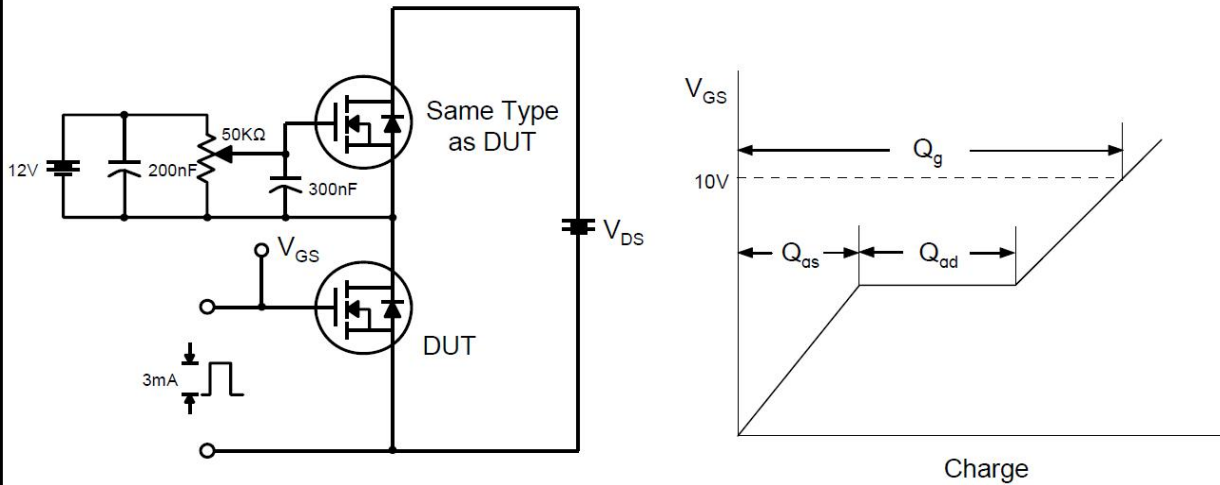 12V
200nF
50KΩ
300nF
Same Type
as DUT
V_GS
V_DS
DUT
3mA
V_GS
10V
Q_g
Q_gs
Q_gd
Charge